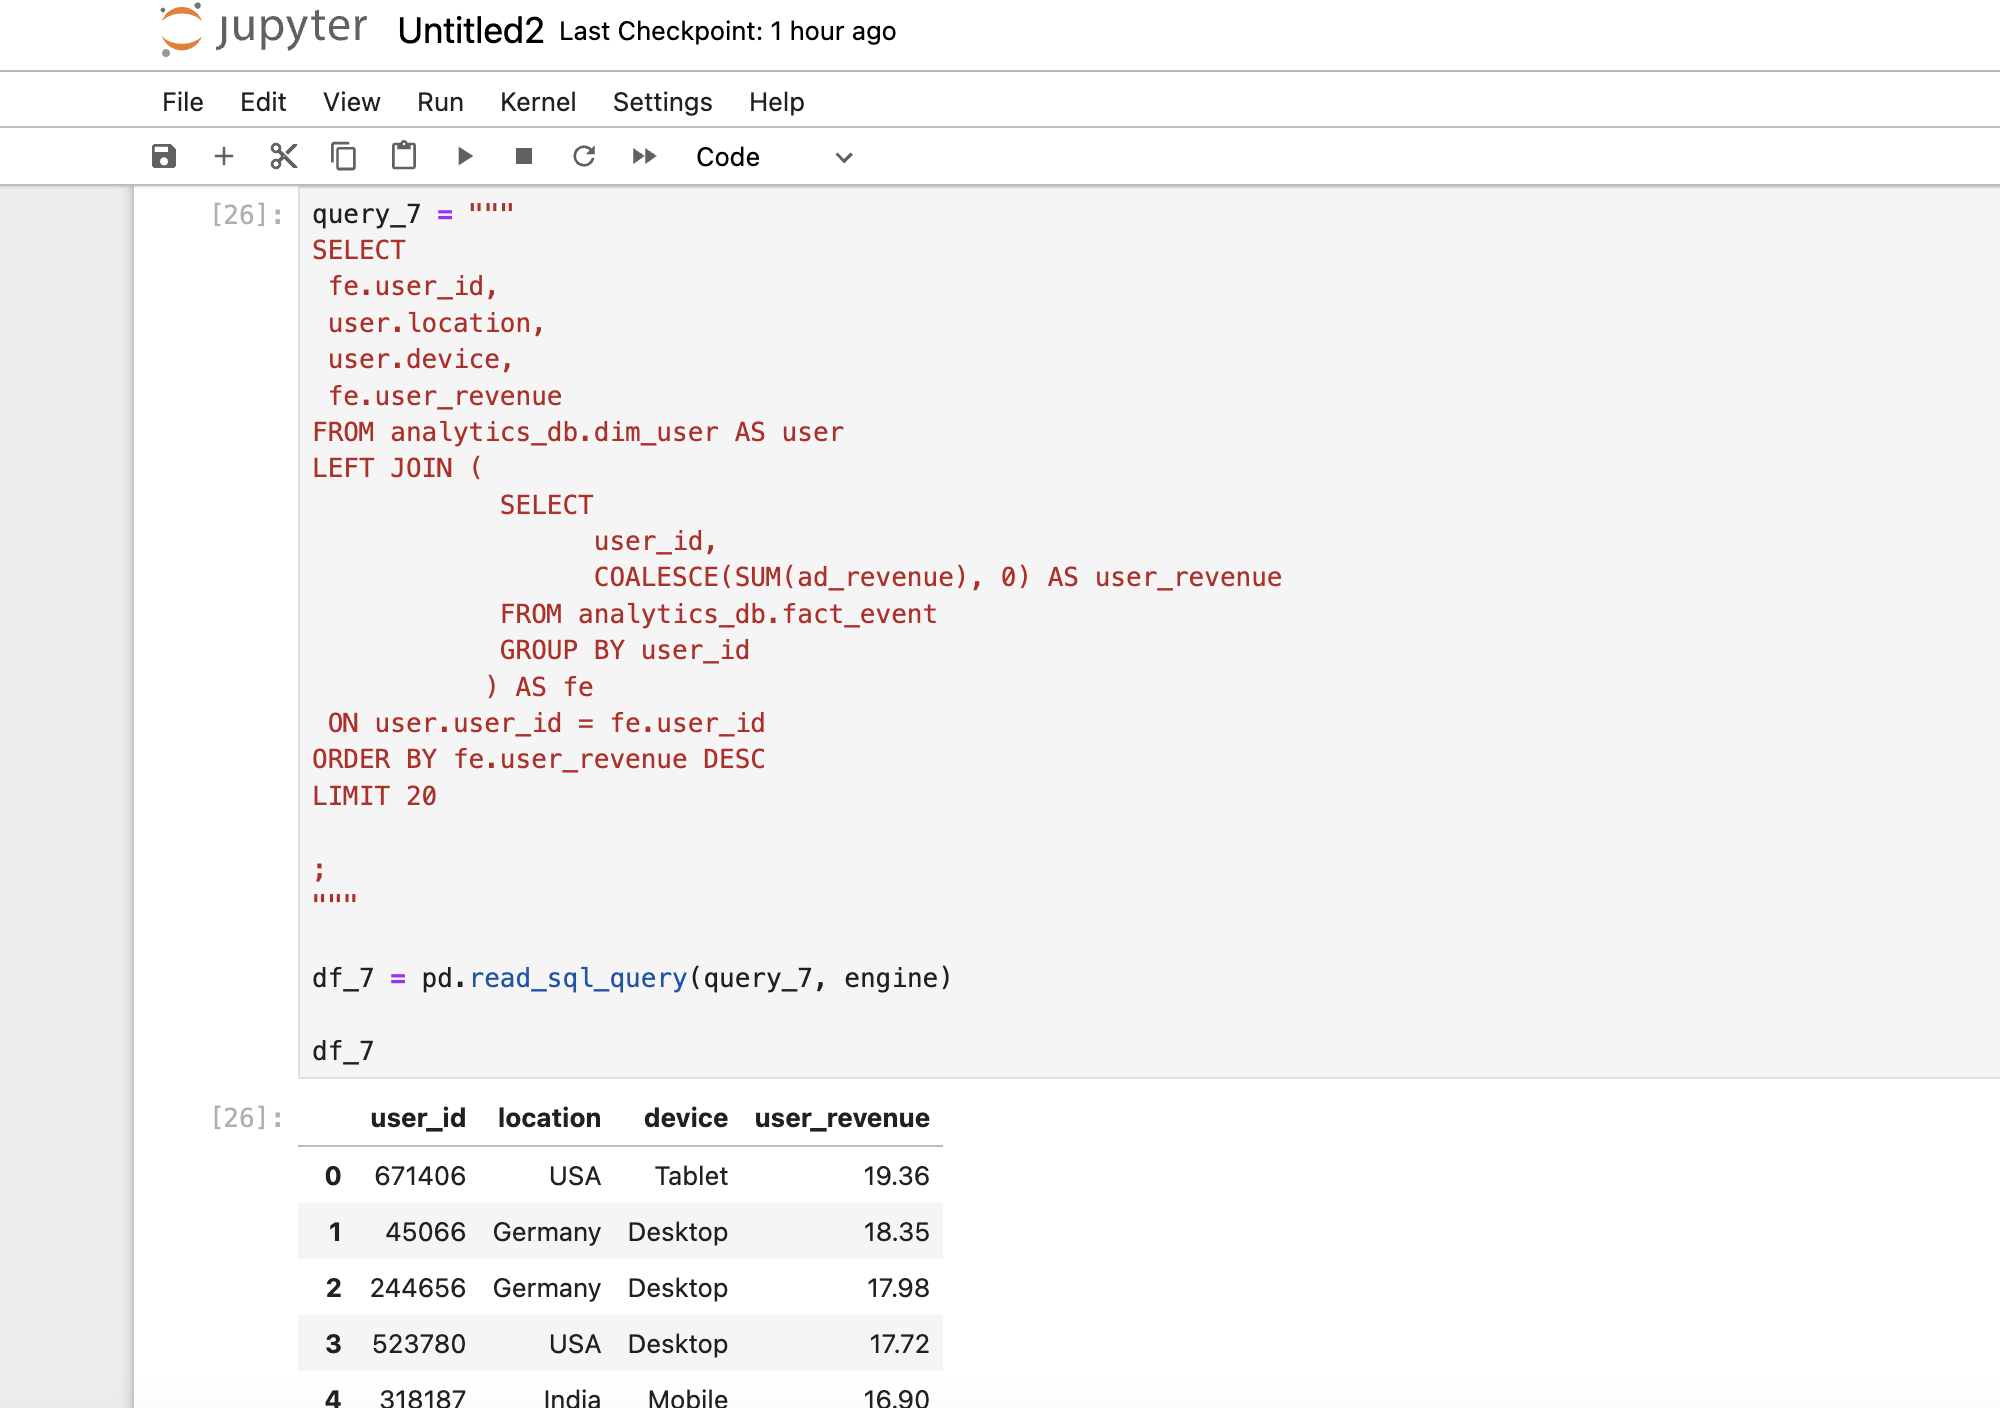 jupyter Untitled2 Last Checkpoint: 1 hour ago
File Edit View Run Kernel Settings Help
Code
[26]: query_7 = """
SELECT
 fe.user_id,
 user.location,
 user.device,
 fe.user_revenue
FROM analytics_db.dim_user AS user
LEFT JOIN (
            SELECT
                  user_id,
                  COALESCE(SUM(ad_revenue), 0) AS user_revenue
            FROM analytics_db.fact_event
            GROUP BY user_id
           ) AS fe
 ON user.user_id = fe.user_id
ORDER BY fe.user_revenue DESC
LIMIT 20
;
"""
df_7 = pd.read_sql_query(query_7, engine)
df_7
[26]: user_id location device user_revenue
0 671406 USA Tablet 19.36
1 45066 Germany Desktop 18.35
2 244656 Germany Desktop 17.98
3 523780 USA Desktop 17.72
4 318187 India Mobile 16.90